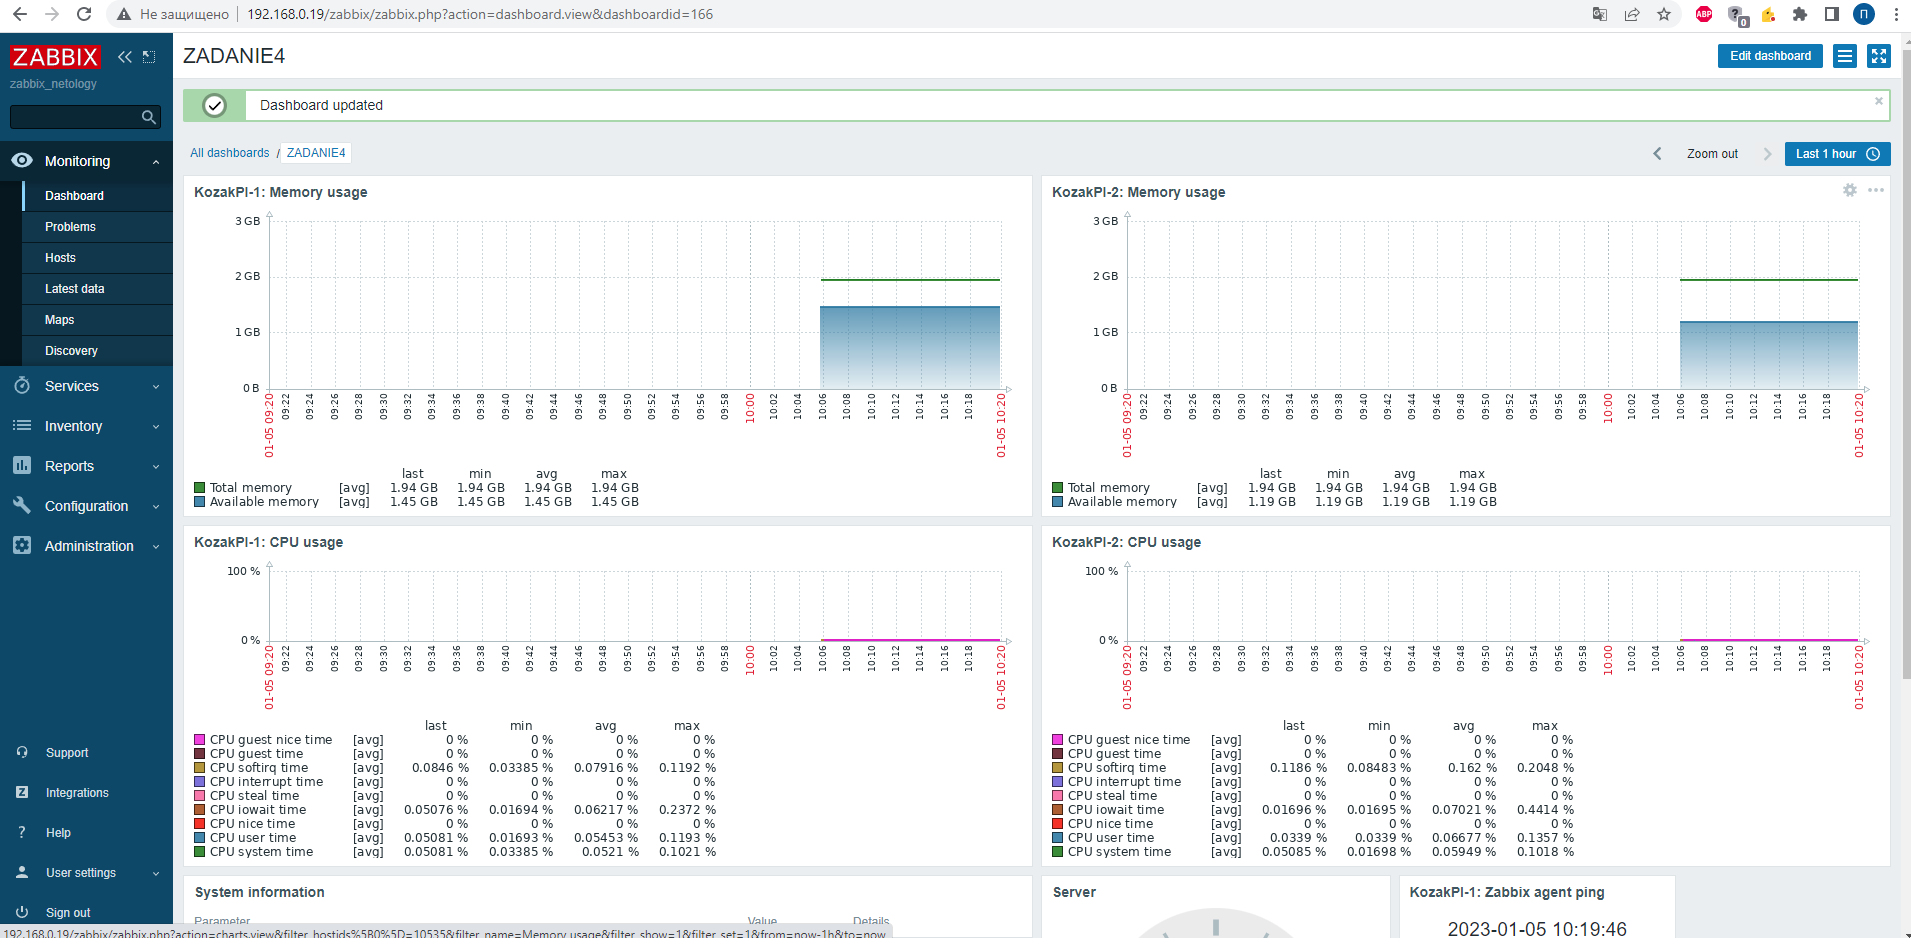 Не защищено 192.168.0.19/zabbix/zabbix.php?action=dashboard.view&dashboardid=166
ABP
0
П
ZABBIX
zabbix_netology
Monitoring
Dashboard
Problems
Hosts
Latest data
Maps
Discovery
Services
Inventory
Reports
Configuration
Administration
Support
Integrations
Help
User settings
Sign out
ZADANIE4
Edit dashboard
Dashboard updated
All dashboards / ZADANIE4
Zoom out
Last 1 hour
KozakPI-1: Memory usage
3 GB
2 GB
1 GB
0 B
01-05 09:20 09:22 09:24 09:26 09:28 09:30 09:32 09:34 09:36 09:38 09:40 09:42 09:44 09:46 09:48 09:50 09:52 09:54 09:56 09:58 10:00 10:02 10:04 10:06 10:08 10:10 10:12 10:14 10:16 10:18 01-05 10:20
last min avg max
Total memory [avg] 1.94 GB 1.94 GB 1.94 GB 1.94 GB
Available memory [avg] 1.45 GB 1.45 GB 1.45 GB 1.45 GB
KozakPI-2: Memory usage
3 GB
2 GB
1 GB
0 B
01-05 09:20 09:22 09:24 09:26 09:28 09:30 09:32 09:34 09:36 09:38 09:40 09:42 09:44 09:46 09:48 09:50 09:52 09:54 09:56 09:58 10:00 10:02 10:04 10:06 10:08 10:10 10:12 10:14 10:16 10:18 01-05 10:20
last min avg max
Total memory [avg] 1.94 GB 1.94 GB 1.94 GB 1.94 GB
Available memory [avg] 1.19 GB 1.19 GB 1.19 GB 1.19 GB
KozakPI-1: CPU usage
100 %
0 %
01-05 09:20 09:22 09:24 09:26 09:28 09:30 09:32 09:34 09:36 09:38 09:40 09:42 09:44 09:46 09:48 09:50 09:52 09:54 09:56 09:58 10:00 10:02 10:04 10:06 10:08 10:10 10:12 10:14 10:16 10:18 01-05 10:20
last min avg max
CPU guest nice time [avg] 0 % 0 % 0 % 0 %
CPU guest time [avg] 0 % 0 % 0 % 0 %
CPU softirq time [avg] 0.0846 % 0.03385 % 0.07916 % 0.1192 %
CPU interrupt time [avg] 0 % 0 % 0 % 0 %
CPU steal time [avg] 0 % 0 % 0 % 0 %
CPU iowait time [avg] 0.05076 % 0.01694 % 0.06217 % 0.2372 %
CPU nice time [avg] 0 % 0 % 0 % 0 %
CPU user time [avg] 0.05081 % 0.01693 % 0.05453 % 0.1193 %
CPU system time [avg] 0.05081 % 0.03385 % 0.0521 % 0.1021 %
KozakPI-2: CPU usage
100 %
0 %
01-05 09:20 09:22 09:24 09:26 09:28 09:30 09:32 09:34 09:36 09:38 09:40 09:42 09:44 09:46 09:48 09:50 09:52 09:54 09:56 09:58 10:00 10:02 10:04 10:06 10:08 10:10 10:12 10:14 10:16 10:18 01-05 10:20
last min avg max
CPU guest nice time [avg] 0 % 0 % 0 % 0 %
CPU guest time [avg] 0 % 0 % 0 % 0 %
CPU softirq time [avg] 0.1186 % 0.08483 % 0.162 % 0.2048 %
CPU interrupt time [avg] 0 % 0 % 0 % 0 %
CPU steal time [avg] 0 % 0 % 0 % 0 %
CPU iowait time [avg] 0.01696 % 0.01695 % 0.07021 % 0.4414 %
CPU nice time [avg] 0 % 0 % 0 % 0 %
CPU user time [avg] 0.0339 % 0.0339 % 0.06677 % 0.1357 %
CPU system time [avg] 0.05085 % 0.01698 % 0.05949 % 0.1018 %
System information
Parameter Value Details
Server
KozakPI-1: Zabbix agent ping
2023-01-05 10:19:46
192.168.0.19/zabbix/zabbix.php?action=charts.view&filter_hostids%5B0%5D=10535&filter_name=Memory usage&filter_show=1&filter_set=1&from=now-1h&to=now